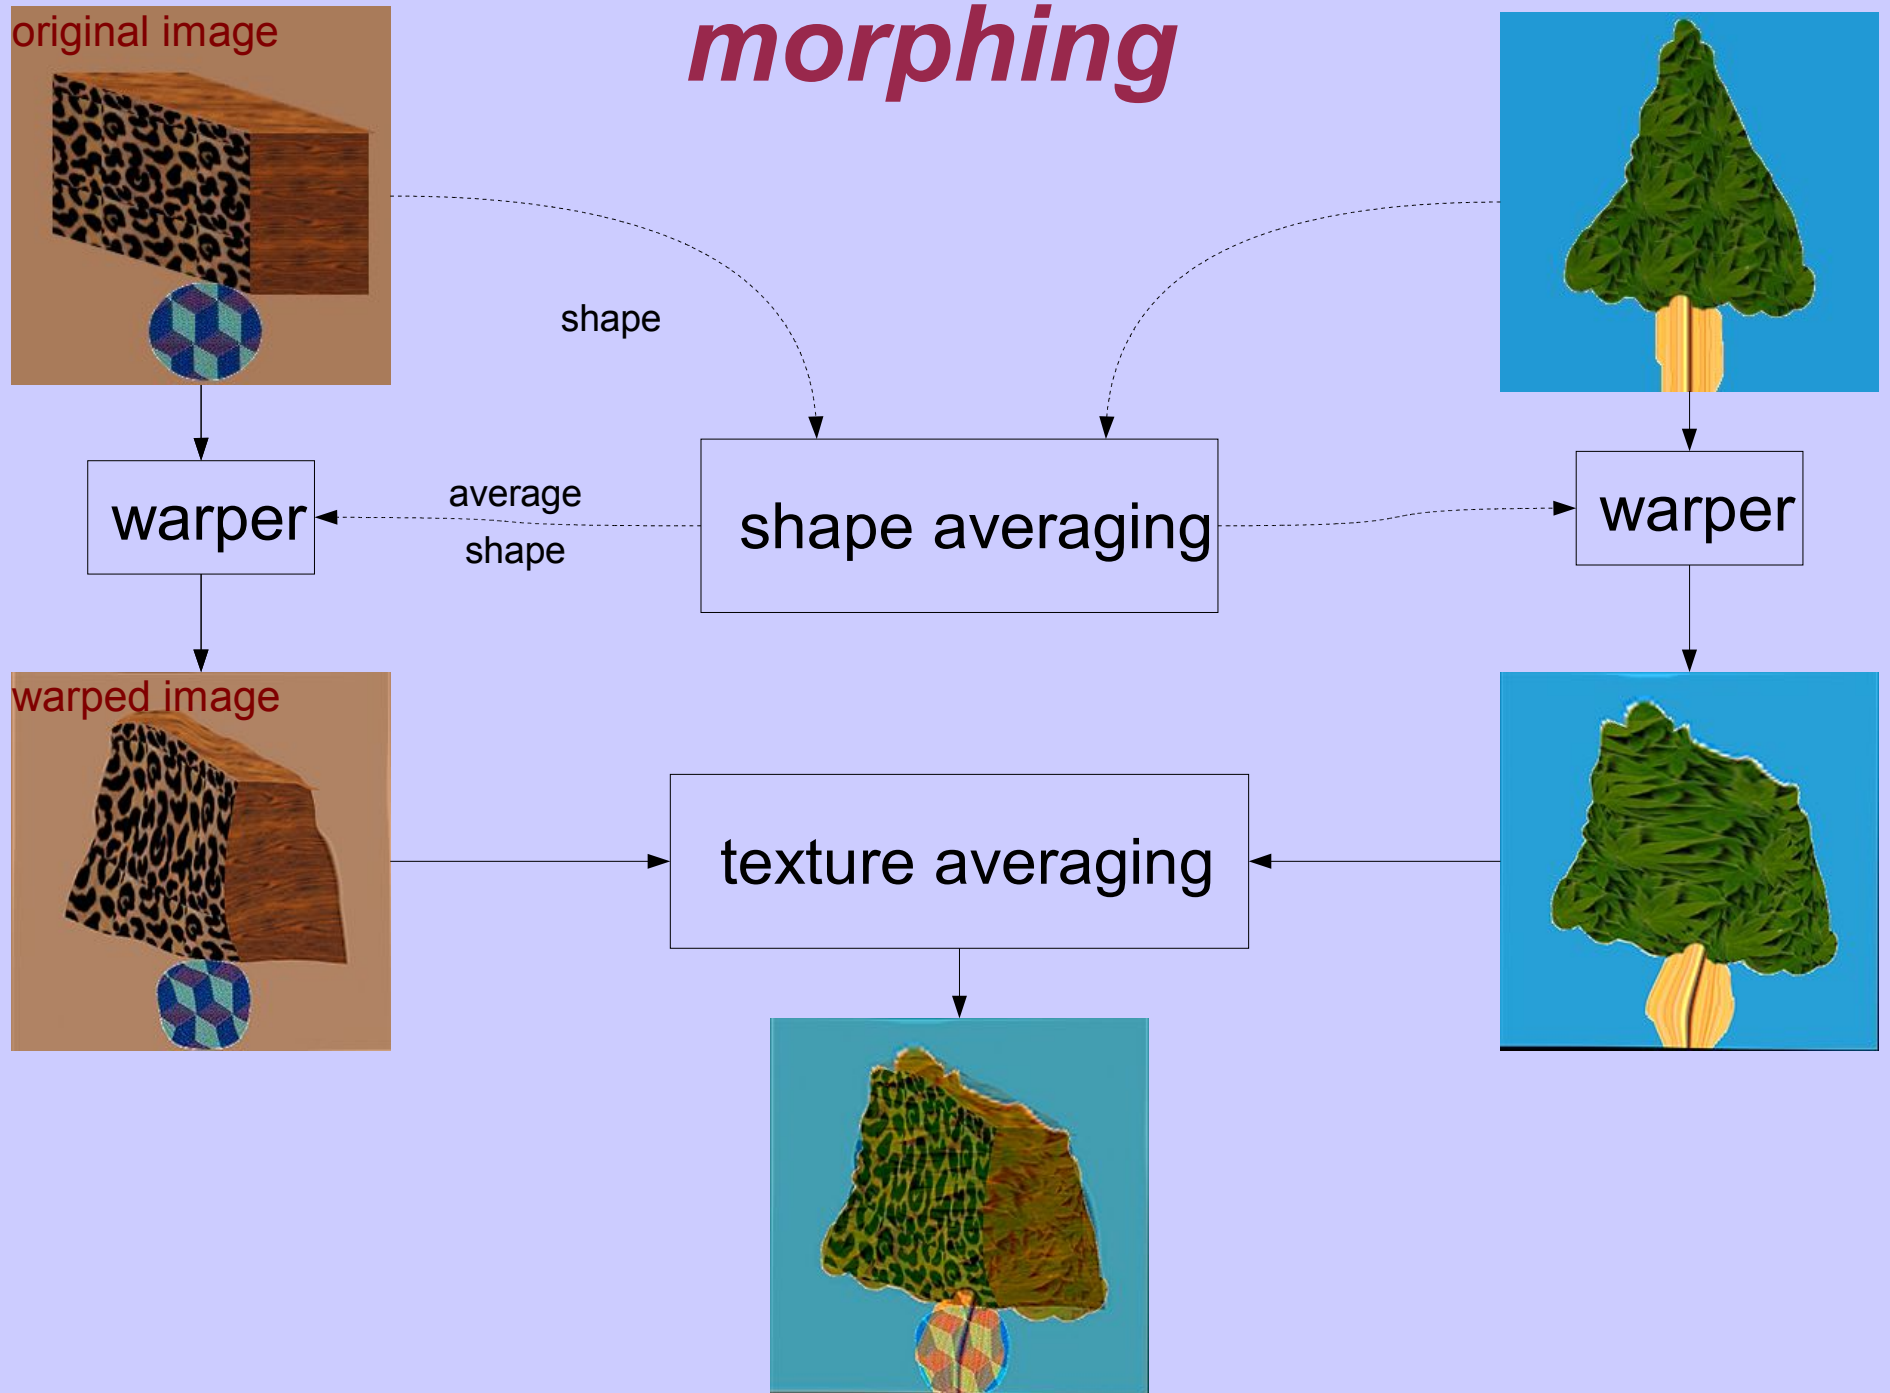 morphing
original image
shape
warper
average
shape
shape averaging
warper
warped image
texture averaging